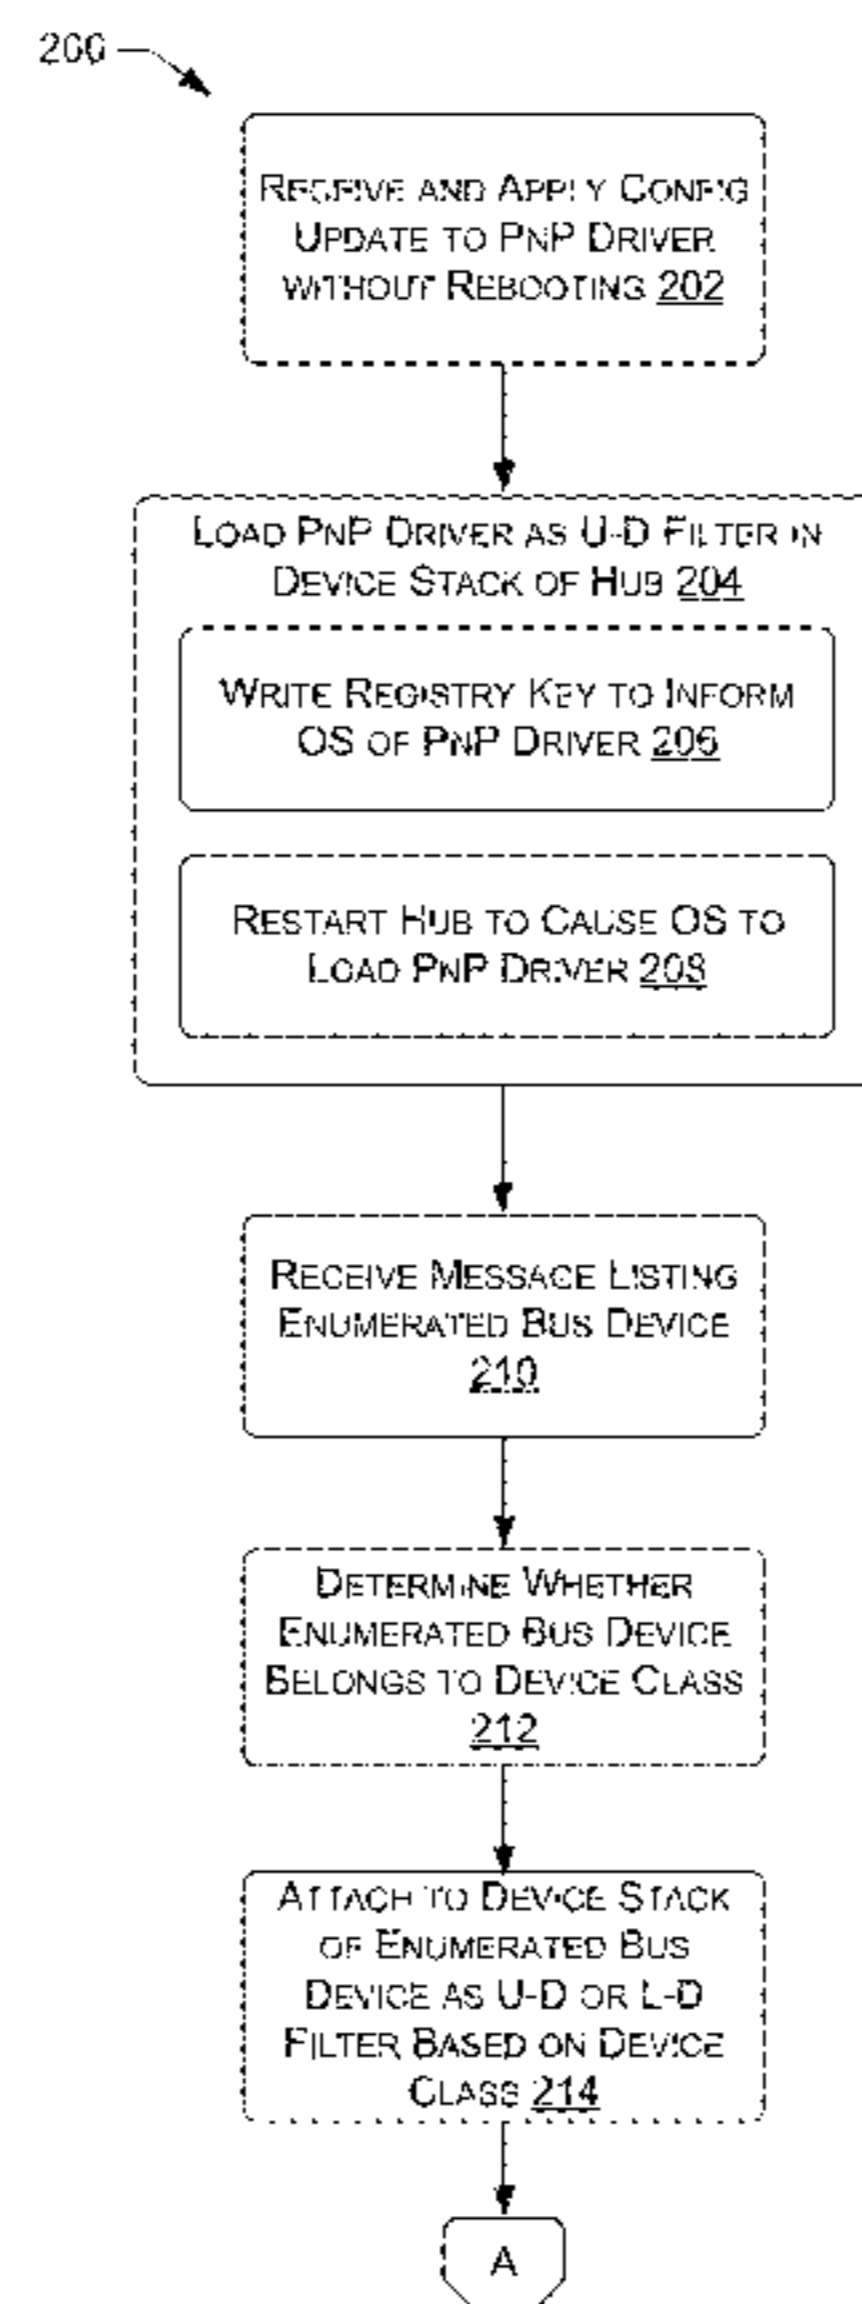 200
RECEIVE AND APPLY CONFIG
UPDATE TO PNP DRIVER
WITHOUT REBOOTING 202
LOAD PNP DRIVER AS U-D FILTER IN
DEVICE STACK OF HUB 204
WRITE REGISTRY KEY TO INFORM
OS OF PNP DRIVER 206
RESTART HUB TO CAUSE OS TO
LOAD PNP DRIVER 208
RECEIVE MESSAGE LISTING
ENUMERATED BUS DEVICE
210
DETERMINE WHETHER
ENUMERATED BUS DEVICE
BELONGS TO DEVICE CLASS
212
ATTACH TO DEVICE STACK
OF ENUMERATED BUS
DEVICE AS U-D OR L-D
FILTER BASED ON DEVICE
CLASS 214
A